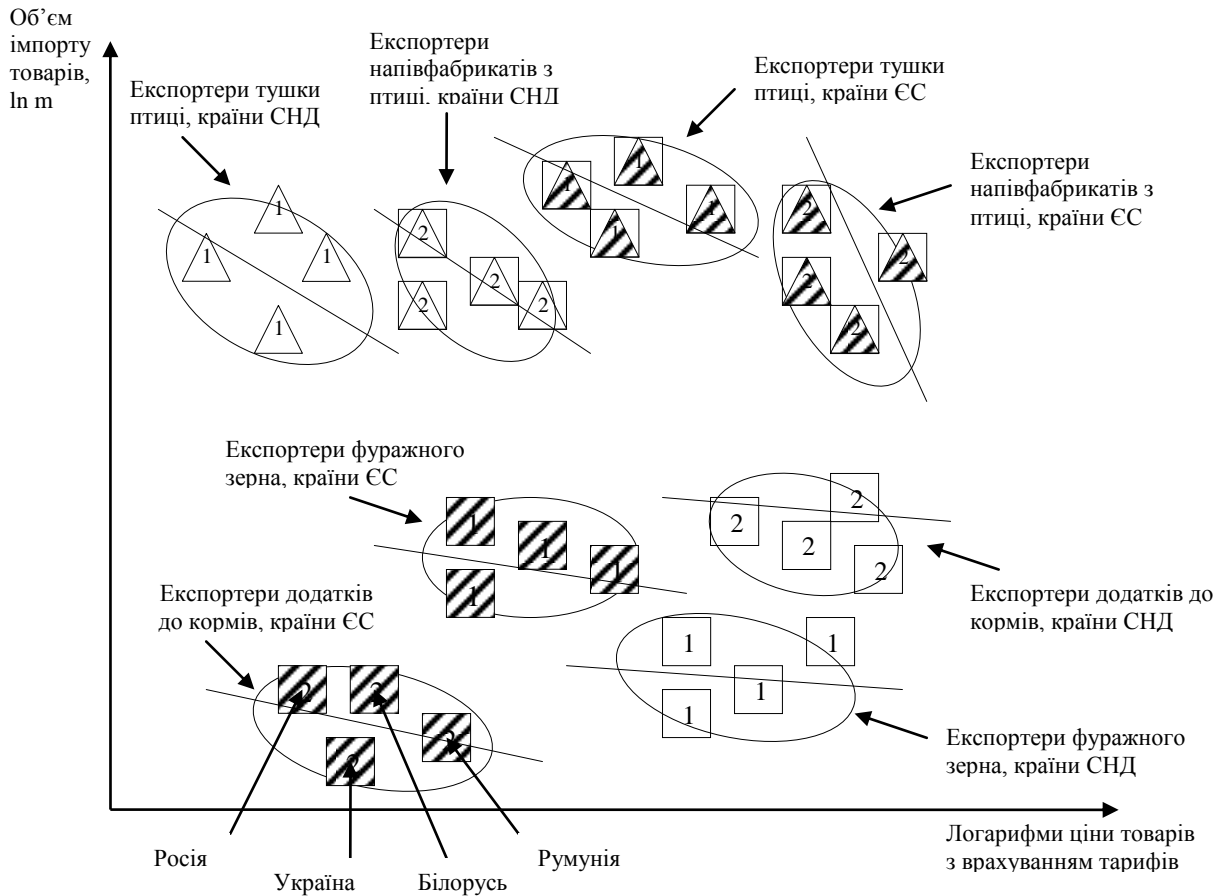 Об’єм
імпорту
товарів,
ln m
Експортери тушки
птиці, країни СНД
Експортери
напівфабрикатів з
птиці, країни СНД
Експортери тушки
птиці, країни ЄС
Експортери
напівфабрикатів з
птиці, країни ЄС
1
1
1
1
2
2
2
2
1
1
1
1
2
2
2
2
Експортери фуражного
зерна, країни ЄС
1
1
1
1
2
2
2
2
Експортери додатків до
кормів, країни СНД
Експортери додатків
до кормів, країни ЄС
2
2
2
2
1
1
1
1
Експортери фуражного
зерна, країни СНД
Росія
Україна
Білорусь
Румунія
Логарифми ціни товарів
з врахуванням тарифів